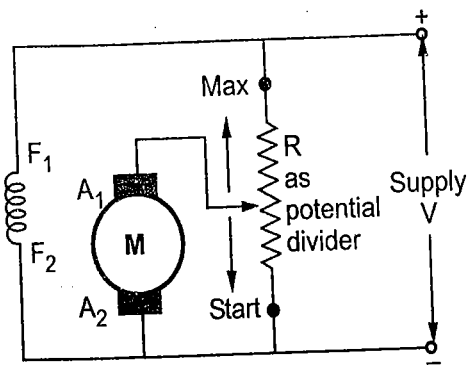 +
Max
F1
R
as
potential
divider
A1
Supply
V
M
F2
A2
Start
−